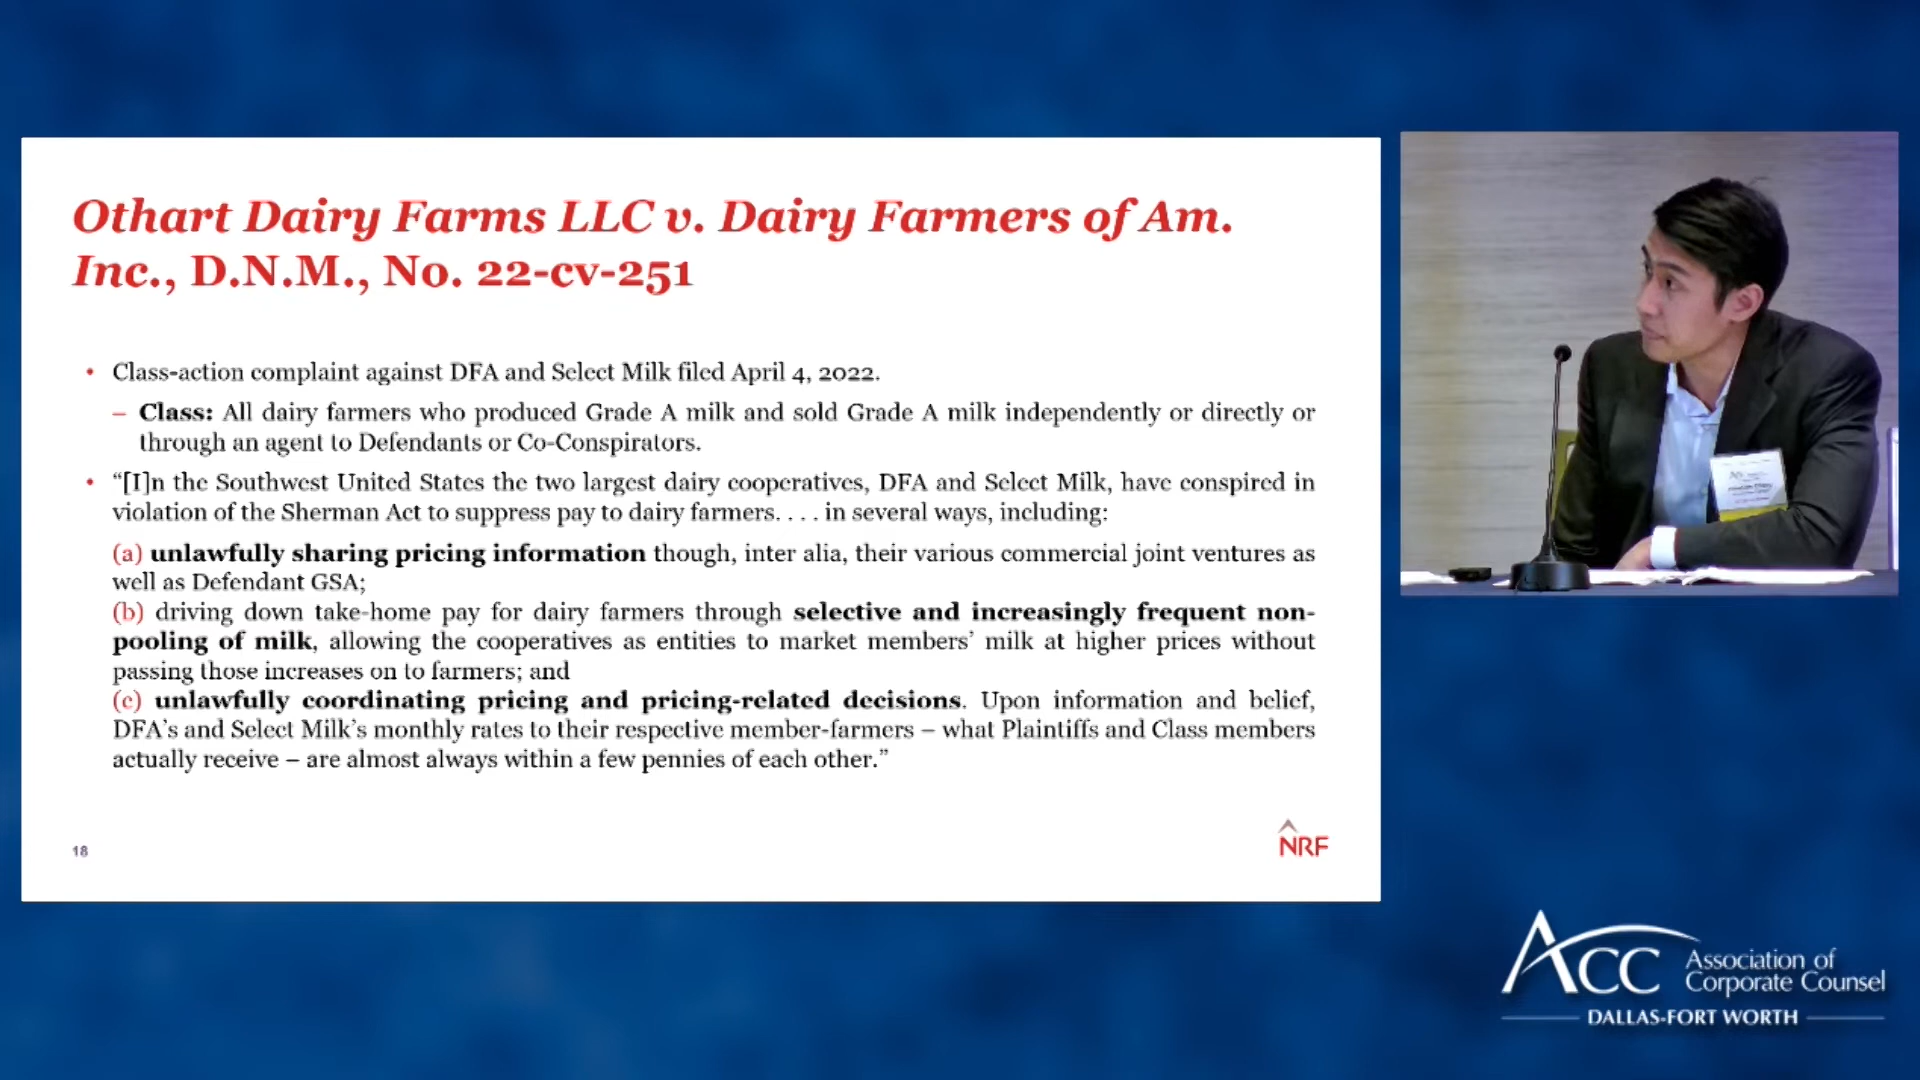 Othart Dairy Farms LLC v. Dairy Farmers of Am.
Inc., D.N.M., No. 22-cv-251
• Class-action complaint against DFA and Select Milk filed April 4, 2022.
– Class: All dairy farmers who produced Grade A milk and sold Grade A milk independently or directly or
through an agent to Defendants or Co-Conspirators.
• “[I]n the Southwest United States the two largest dairy cooperatives, DFA and Select Milk, have conspired in
violation of the Sherman Act to suppress pay to dairy farmers. . . . in several ways, including:
(a) unlawfully sharing pricing information though, inter alia, their various commercial joint ventures as
well as Defendant GSA;
(b) driving down take-home pay for dairy farmers through selective and increasingly frequent non-
pooling of milk, allowing the cooperatives as entities to market members’ milk at higher prices without
passing those increases on to farmers; and
(c) unlawfully coordinating pricing and pricing-related decisions. Upon information and belief,
DFA’s and Select Milk’s monthly rates to their respective member-farmers – what Plaintiffs and Class members
actually receive – are almost always within a few pennies of each other.”
18
NRF
ACC
Association of
Corporate Counsel
DALLAS-FORT WORTH